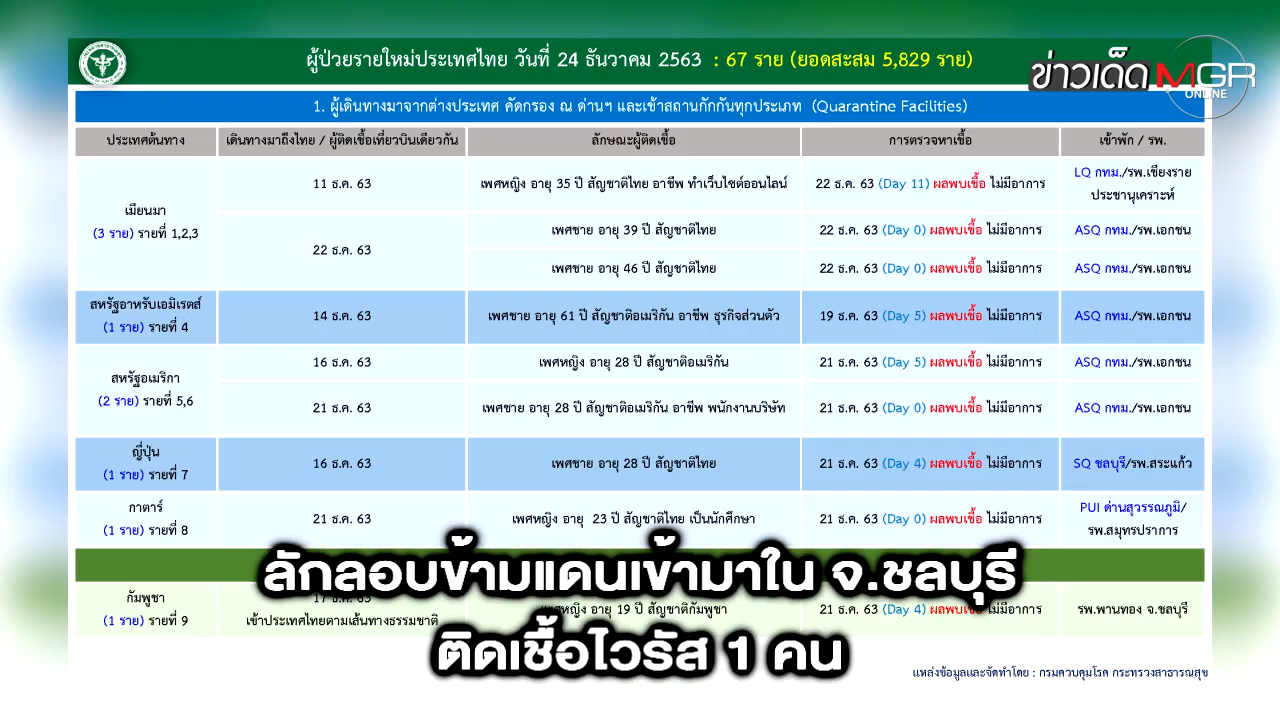 ผู้ป่วยรายใหม่ประเทศไทย วันที่ 24 ธันวาคม 2563 : 67 ราย (ยอดสะสม 5,829 ราย)
ข่าวเด็ด MGR ONLINE
1. ผู้เดินทางมาจากต่างประเทศ คัดกรอง ณ ด่านฯ และเข้าสถานกักกันทุกประเภท (Quarantine Facilities)
ประเทศต้นทาง เดินทางมาถึงไทย / ผู้ติดเชื้อเที่ยวบินเดียวกัน ลักษณะผู้ติดเชื้อ การตรวจหาเชื้อ เข้าพัก / รพ.
เมียนมา
(3 ราย) รายที่ 1,2,3
11 ธ.ค. 63 เพศหญิง อายุ 35 ปี สัญชาติไทย อาชีพ ทำเว็บไซต์ออนไลน์ 22 ธ.ค. 63 (Day 11) ผลพบเชื้อ ไม่มีอาการ LQ กทม./รพ.เชียงราย
ประชานุเคราะห์
22 ธ.ค. 63 เพศชาย อายุ 39 ปี สัญชาติไทย 22 ธ.ค. 63 (Day 0) ผลพบเชื้อ ไม่มีอาการ ASQ กทม./รพ.เอกชน
เพศชาย อายุ 46 ปี สัญชาติไทย 22 ธ.ค. 63 (Day 0) ผลพบเชื้อ ไม่มีอาการ ASQ กทม./รพ.เอกชน
สหรัฐอาหรับเอมิเรตส์
(1 ราย) รายที่ 4
14 ธ.ค. 63 เพศชาย อายุ 61 ปี สัญชาติอเมริกัน อาชีพ ธุรกิจส่วนตัว 19 ธ.ค. 63 (Day 5) ผลพบเชื้อ ไม่มีอาการ ASQ กทม./รพ.เอกชน
สหรัฐอเมริกา
(2 ราย) รายที่ 5,6
16 ธ.ค. 63 เพศหญิง อายุ 28 ปี สัญชาติอเมริกัน 21 ธ.ค. 63 (Day 5) ผลพบเชื้อ ไม่มีอาการ ASQ กทม./รพ.เอกชน
21 ธ.ค. 63 เพศชาย อายุ 28 ปี สัญชาติอเมริกัน อาชีพ พนักงานบริษัท 21 ธ.ค. 63 (Day 0) ผลพบเชื้อ ไม่มีอาการ ASQ กทม./รพ.เอกชน
ญี่ปุ่น
(1 ราย) รายที่ 7
16 ธ.ค. 63 เพศชาย อายุ 28 ปี สัญชาติไทย 21 ธ.ค. 63 (Day 4) ผลพบเชื้อ ไม่มีอาการ SQ ชลบุรี/รพ.สระแก้ว
กาตาร์
(1 ราย) รายที่ 8
21 ธ.ค. 63 เพศหญิง อายุ 23 ปี สัญชาติไทย เป็นนักศึกษา 21 ธ.ค. 63 (Day 0) ผลพบเชื้อ ไม่มีอาการ PUI ด่านสุวรรณภูมิ/
รพ.สมุทรปราการ
ลักลอบข้ามแดนเข้ามาใน จ.ชลบุรี
กัมพูชา
(1 ราย) รายที่ 9
17 ธ.ค. 63
เข้าประเทศไทยตามเส้นทางธรรมชาติ
เพศหญิง อายุ 19 ปี สัญชาติกัมพูชา 21 ธ.ค. 63 (Day 4) ผลพบเชื้อ ไม่มีอาการ รพ.พานทอง จ.ชลบุรี
ติดเชื้อไวรัส 1 คน
แหล่งข้อมูลและจัดทำโดย : กรมควบคุมโรค กระทรวงสาธารณสุข